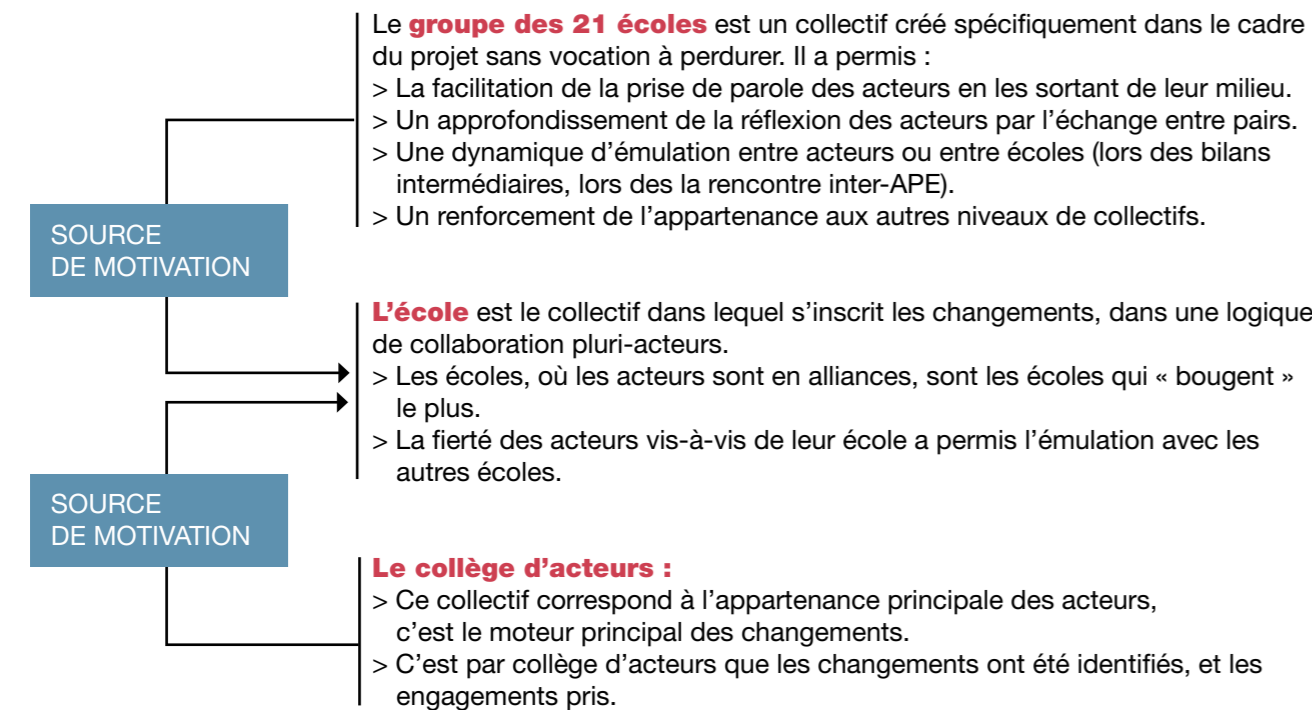 Le groupe des 21 écoles est un collectif créé spécifiquement dans le cadre
du projet sans vocation à perdurer. Il a permis :
> La facilitation de la prise de parole des acteurs en les sortant de leur milieu.
> Un approfondissement de la réflexion des acteurs par l’échange entre pairs.
> Une dynamique d’émulation entre acteurs ou entre écoles (lors des bilans
intermédiaires, lors des la rencontre inter-APE).
> Un renforcement de l’appartenance aux autres niveaux de collectifs.
SOURCE
DE MOTIVATION
L’école est le collectif dans lequel s’inscrit les changements, dans une logique
de collaboration pluri-acteurs.
> Les écoles, où les acteurs sont en alliances, sont les écoles qui « bougent »
le plus.
> La fierté des acteurs vis-à-vis de leur école a permis l’émulation avec les
autres écoles.
SOURCE
DE MOTIVATION
Le collège d’acteurs :
> Ce collectif correspond à l’appartenance principale des acteurs,
c’est le moteur principal des changements.
> C’est par collège d’acteurs que les changements ont été identifiés, et les
engagements pris.